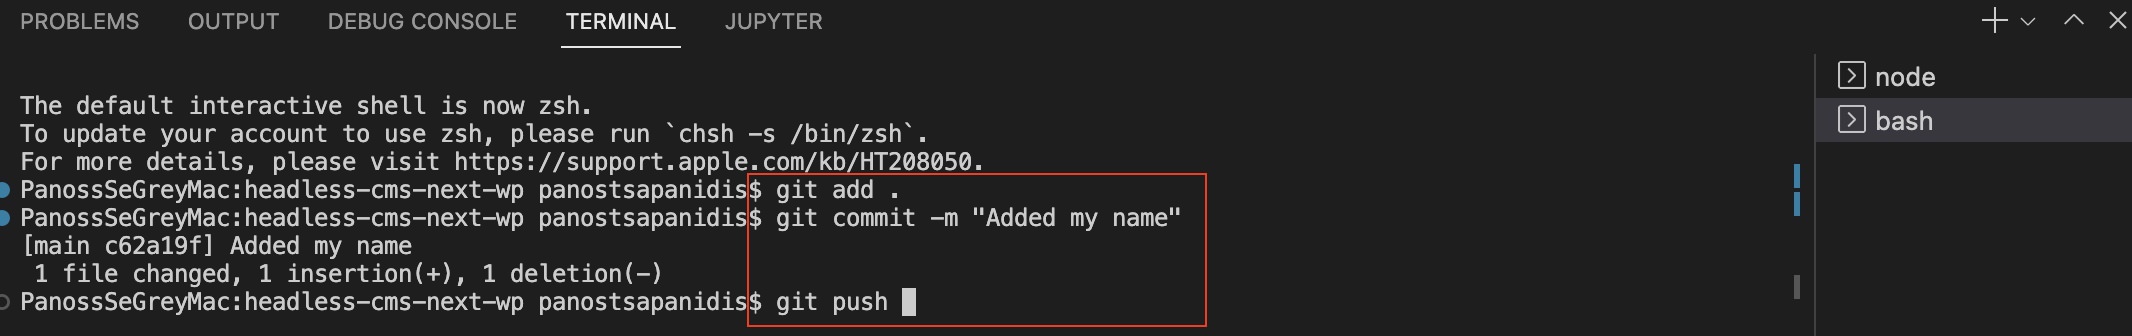 PROBLEMS OUTPUT DEBUG CONSOLE TERMINAL JUPYTER
The default interactive shell is now zsh.
To update your account to use zsh, please run `chsh -s /bin/zsh`.
For more details, please visit https://support.apple.com/kb/HT208050.
PanossSeGreyMac:headless-cms-next-wp panostsapanidis$ git add .
PanossSeGreyMac:headless-cms-next-wp panostsapanidis$ git commit -m "Added my name"
[main c62a19f] Added my name
 1 file changed, 1 insertion(+), 1 deletion(-)
PanossSeGreyMac:headless-cms-next-wp panostsapanidis$ git push
node
bash